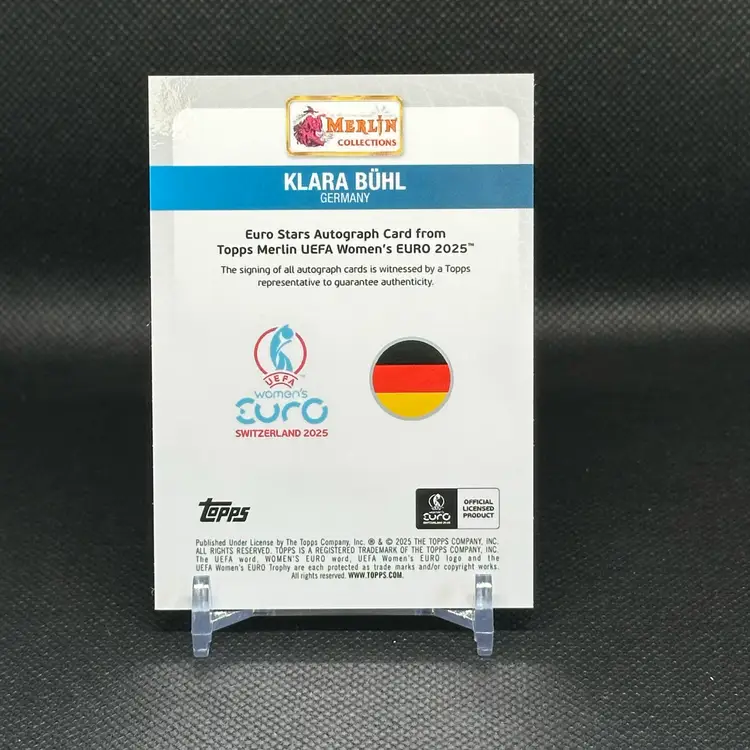 MERLIN
COLLECTIONS
KLARA BÜHL
GERMANY
Euro Stars Autograph Card from
Topps Merlin UEFA Women's EURO 2025™
The signing of all autograph cards is witnessed by a Topps
representative to guarantee authenticity.
UEFA
women's
EURO
SWITZERLAND 2025
topps
EURO
SWITZERLAND 2025
OFFICIAL
LICENSED
PRODUCT
Published Under License by The Topps Company, Inc. ® & © 2025 THE TOPPS COMPANY, INC.
ALL RIGHTS RESERVED. TOPPS IS A REGISTERED TRADEMARK OF THE TOPPS COMPANY, INC.
The UEFA word, WOMEN'S EURO word, UEFA Women's EURO logo and the
UEFA Women's EURO Trophy are each protected as trade marks and/or copyright works.
All rights reserved. WWW.TOPPS.COM.